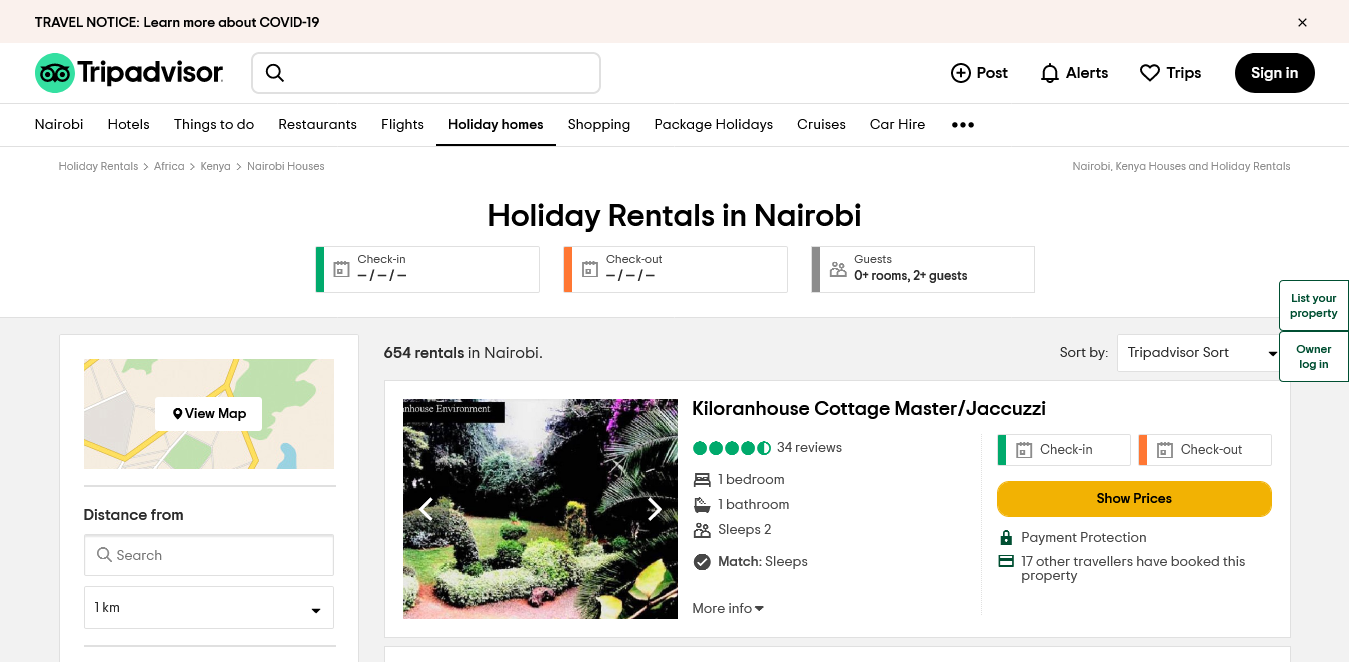 TRAVEL NOTICE: Learn more about COVID-19
Tripadvisor
Post
Alerts
Trips
Sign in
Nairobi
Hotels
Things to do
Restaurants
Flights
Holiday homes
Shopping
Package Holidays
Cruises
Car Hire
Holiday Rentals > Africa > Kenya > Nairobi Houses
Nairobi, Kenya Houses and Holiday Rentals
Holiday Rentals in Nairobi
Check-in
– / – / –
Check-out
– / – / –
Guests
0+ rooms, 2+ guests
List your
property
Owner
log in
View Map
Distance from
Search
1 km
654 rentals in Nairobi.
Sort by:
Tripadvisor Sort
nhouse Environment
Kiloranhouse Cottage Master/Jaccuzzi
34 reviews
1 bedroom
1 bathroom
Sleeps 2
Match: Sleeps
More info
Check-in
Check-out
Show Prices
Payment Protection
17 other travellers have booked this
property